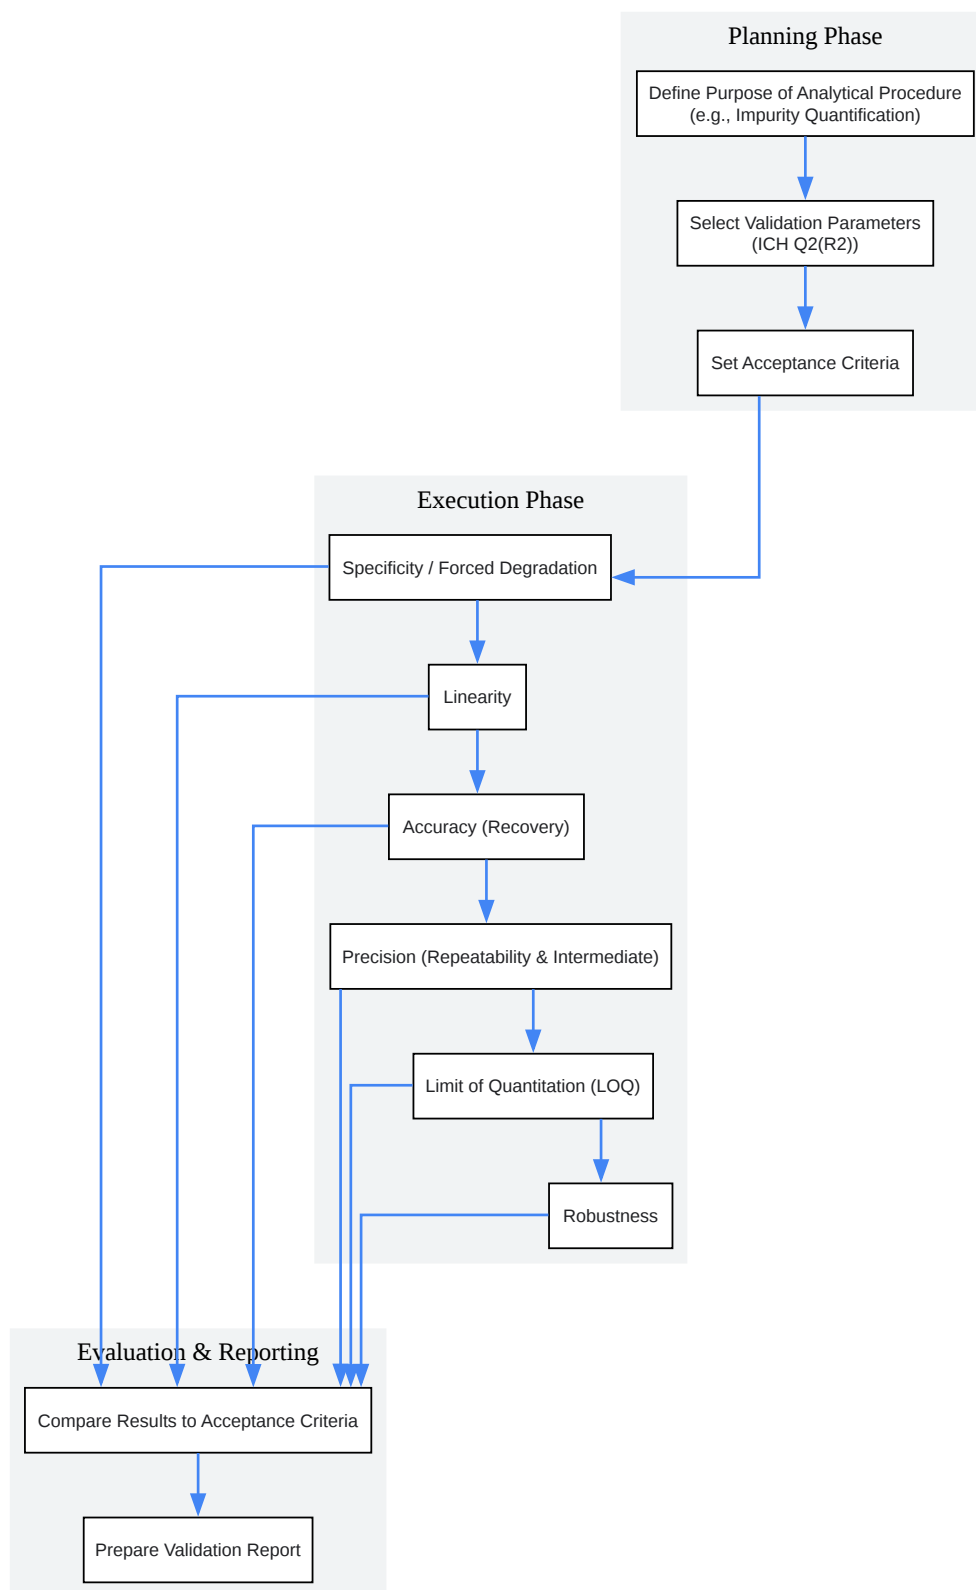 Planning Phase
Define Purpose of Analytical Procedure
(e.g., Impurity Quantification)
Select Validation Parameters
(ICH Q2(R2))
Set Acceptance Criteria
Execution Phase
Specificity / Forced Degradation
Linearity
Accuracy (Recovery)
Precision (Repeatability & Intermediate)
Limit of Quantitation (LOQ)
Robustness
Evaluation & Reporting
Compare Results to Acceptance Criteria
Prepare Validation Report